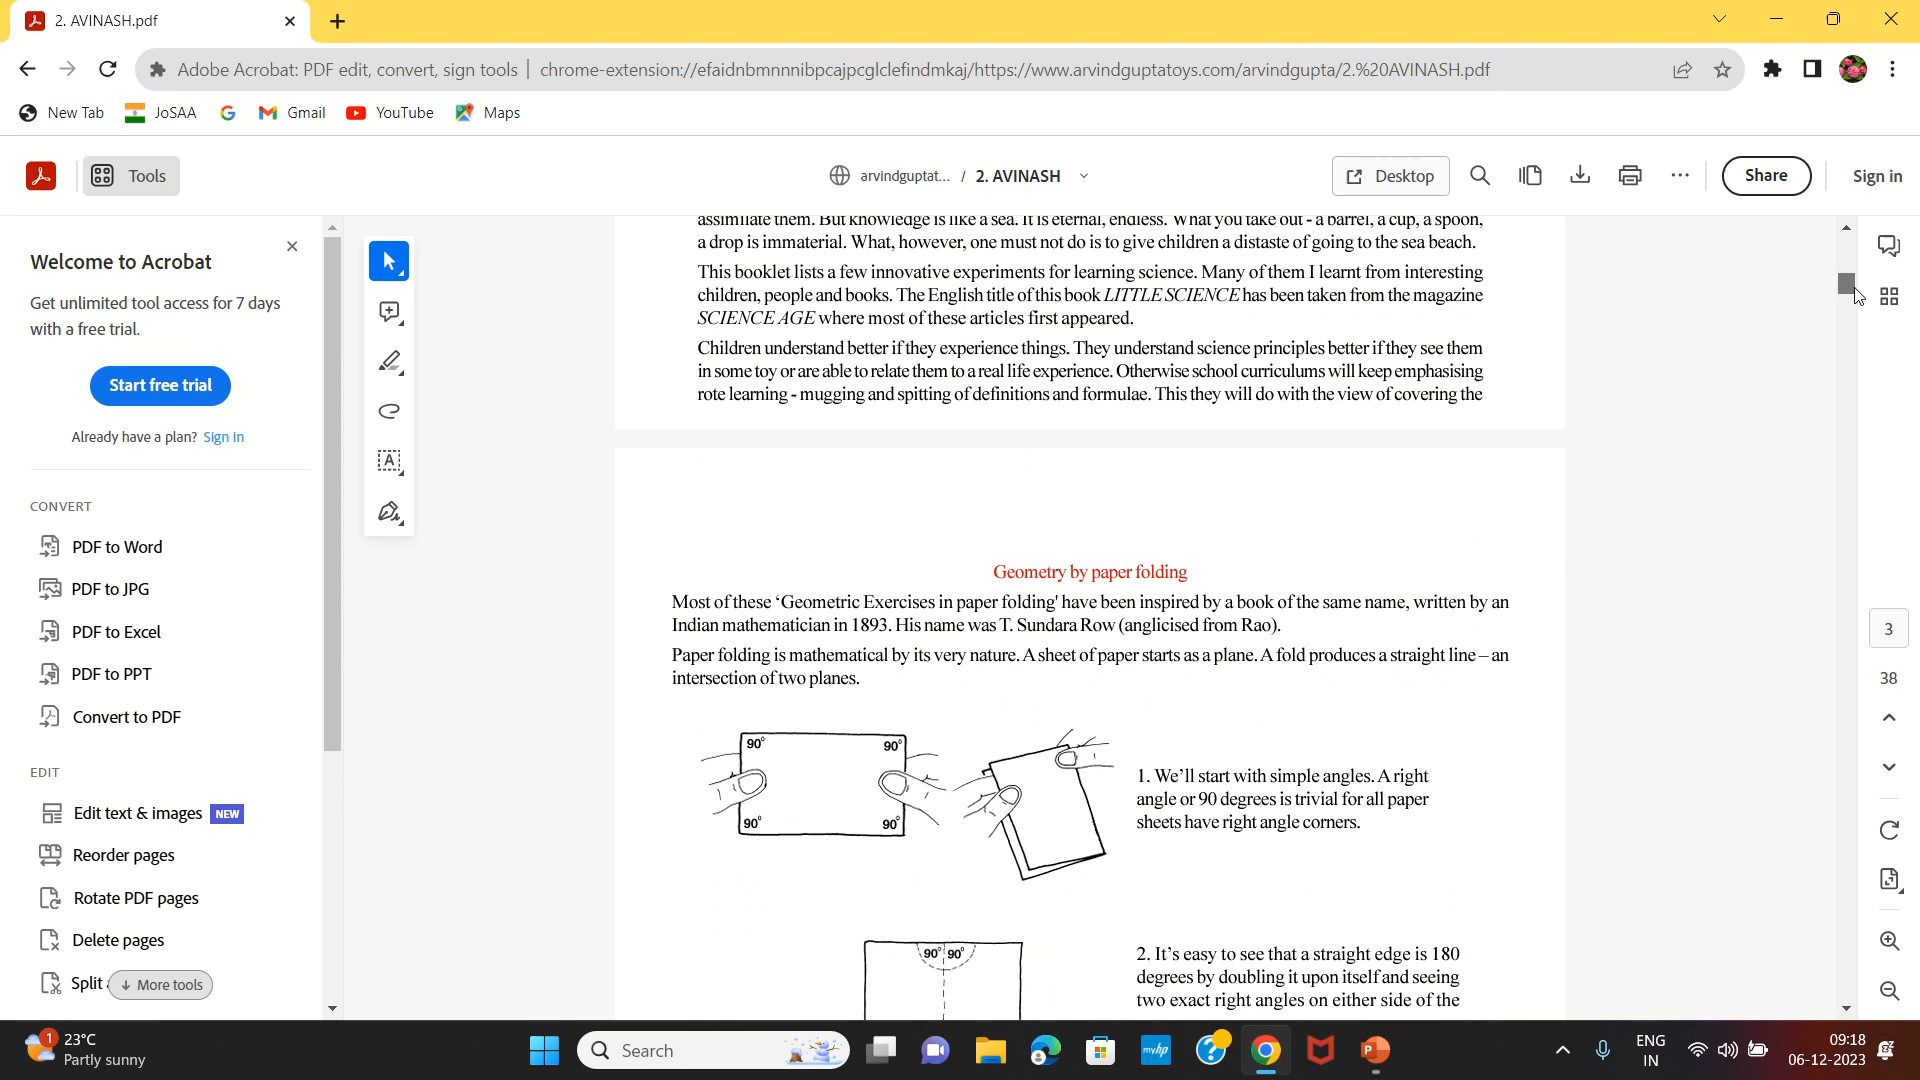 2. AVINASH.pdf
Adobe Acrobat: PDF edit, convert, sign tools | chrome-extension://efaidnbmnnnibpcajpcglclefindmkaj/https://www.arvindguptatoys.com/arvindgupta/2.%20AVINASH.pdf
New Tab JoSAA Gmail YouTube Maps
Tools arvindguptat... / 2. AVINASH Desktop Share Sign in
Welcome to Acrobat
Get unlimited tool access for 7 days
with a free trial.
Start free trial
Already have a plan? Sign in
CONVERT
PDF to Word
PDF to JPG
PDF to Excel
PDF to PPT
Convert to PDF
EDIT
Edit text & images NEW
Reorder pages
Rotate PDF pages
Delete pages
Split
More tools
assimilate them. But knowledge is like a sea. It is eternal, endless. What you take out - a barrel, a cup, a spoon,
a drop is immaterial. What, however, one must not do is to give children a distaste of going to the sea beach.
This booklet lists a few innovative experiments for learning science. Many of them I learnt from interesting
children, people and books. The English title of this book LITTLE SCIENCE has been taken from the magazine
SCIENCE AGE where most of these articles first appeared.
Children understand better if they experience things. They understand science principles better if they see them
in some toy or are able to relate them to a real life experience. Otherwise school curriculums will keep emphasising
rote learning - mugging and spitting of definitions and formulae. This they will do with the view of covering the
Geometry by paper folding
Most of these ‘Geometric Exercises in paper folding' have been inspired by a book of the same name, written by an
Indian mathematician in 1893. His name was T. Sundara Row (anglicised from Rao).
Paper folding is mathematical by its very nature. A sheet of paper starts as a plane. A fold produces a straight line – an
intersection of two planes.
90° 90°
90° 90°
1. We’ll start with simple angles. A right
angle or 90 degrees is trivial for all paper
sheets have right angle corners.
90° 90°
2. It’s easy to see that a straight edge is 180
degrees by doubling it upon itself and seeing
two exact right angles on either side of the
3
38
1
23°C
Partly sunny
Search
myhp
ENG
IN
09:18
06-12-2023